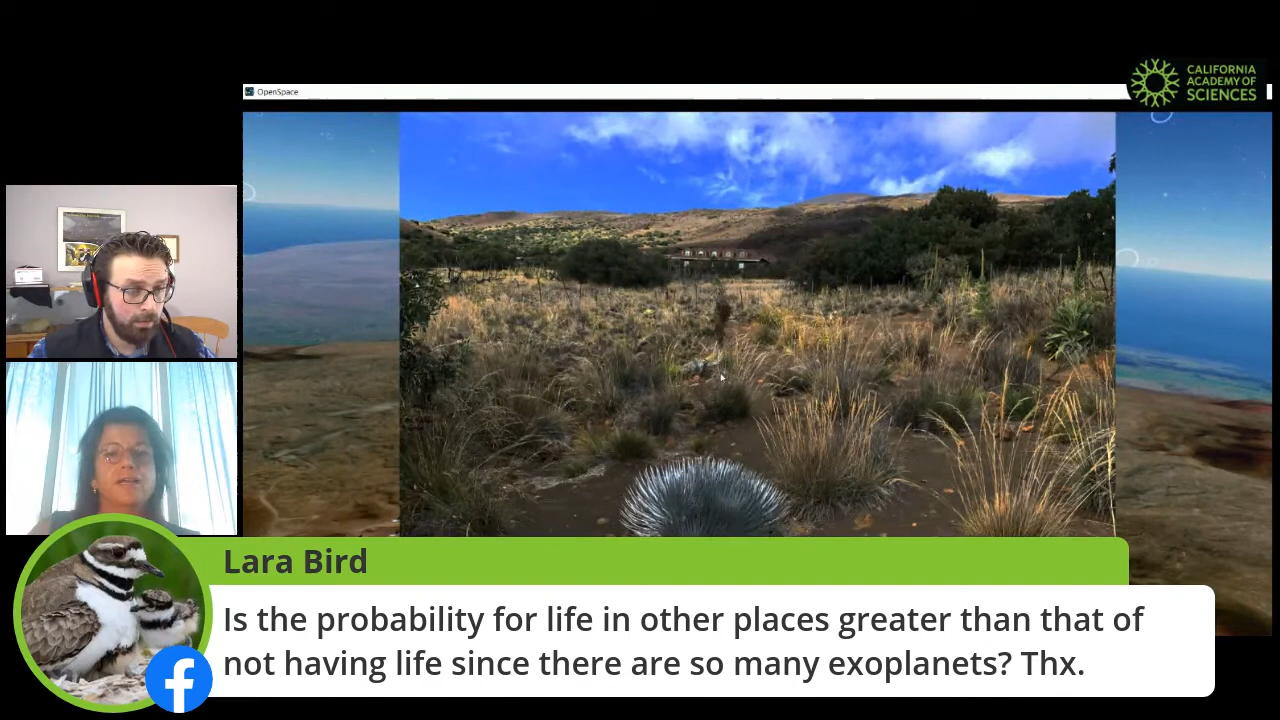 CALIFORNIA
ACADEMY OF
SCIENCES
OpenSpace
Lara Bird
Is the probability for life in other places greater than that of
not having life since there are so many exoplanets? Thx.